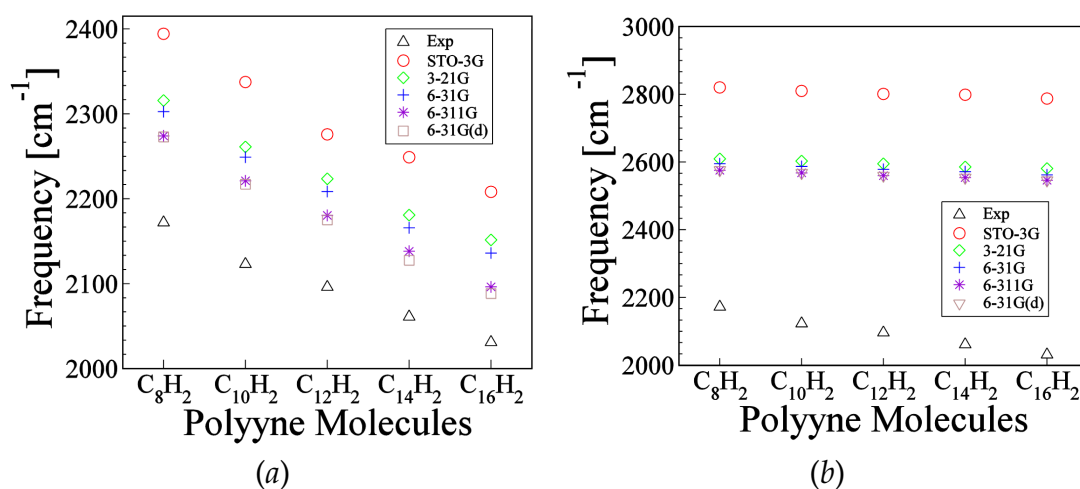 2400
2300
2200
2100
2000
Frequency [cm⁻¹]
Exp
STO-3G
3-21G
6-31G
6-311G
6-31G(d)
C₈H₂ C₁₀H₂ C₁₂H₂ C₁₄H₂ C₁₆H₂
Polyyne Molecules
(a)
3000
2800
2600
2400
2200
2000
Frequency [cm⁻¹]
Exp
STO-3G
3-21G
6-31G
6-311G
6-31G(d)
C₈H₂ C₁₀H₂ C₁₂H₂ C₁₄H₂ C₁₆H₂
Polyyne Molecules
(b)